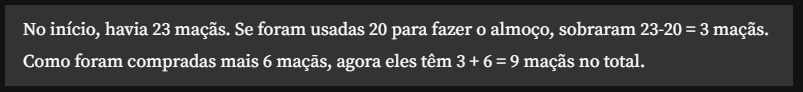 No início, havia 23 maçãs. Se foram usadas 20 para fazer o almoço, sobraram 23-20 = 3 maçãs.
Como foram compradas mais 6 maçãs, agora eles têm 3 + 6 = 9 maçãs no total.